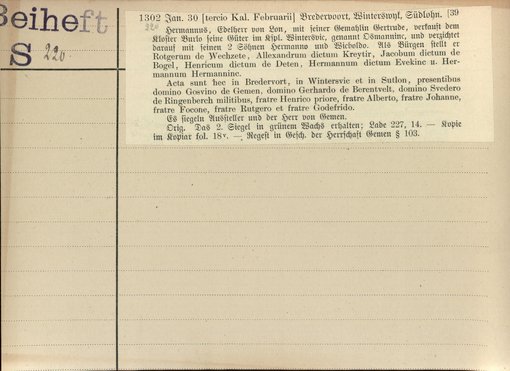 Beiheft
S 220
1302 Jan. 30 [tercio Kal. Februarii] Bredervoort, Winterswyk, Südlohn. [39
320
Hermannus, Edelherr von Lon, mit seiner Gemahlin Gertrude, verkauft dem
Kloster Burlo seine Güter im Kspl. Wintersvic, genannt Osmanninc, und verzichtet
darauf mit seinen 2 Söhnen Hermanno und Wicboldo. Als Bürgen stellt er
Rotgerum de Wechzete, Allexandrum dictum Kreytir, Jacobum dictum de
Bogel, Henricum dictum de Deten, Hermannum dictum Evekinc u. Her-
mannum Hermanninc.
Acta sunt hec in Bredervort, in Wintersvic et in Sutlon, presentibus
domino Gosvino de Gemen, domino Gerhardo de Berentvelt, domino Svedero
de Ringenberch militibus, fratre Henrico priore, fratre Alberto, fratre Johanne,
fratre Focone, fratre Rutgero et fratre Godefrido.
Es siegeln Aussteller und der Herr von Gemen.
Orig. Das 2. Siegel in grünem Wachs erhalten; Lade 227, 14. — Kopie
im Kopiar fol. 18v. — Regest in Gesch. der Herrschaft Gemen § 103.